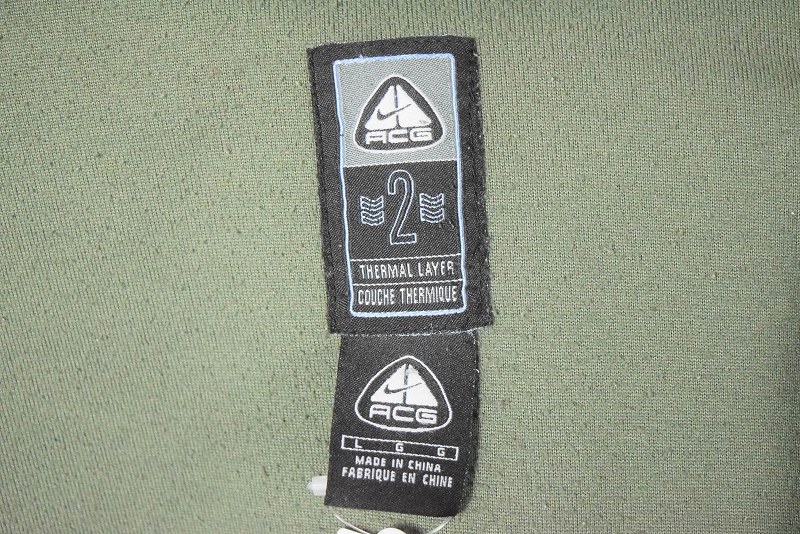 ACG
2
THERMAL LAYER
COUCHE THERMIQUE
ACG
L G G
MADE IN CHINA
FABRIQUE EN CHINE